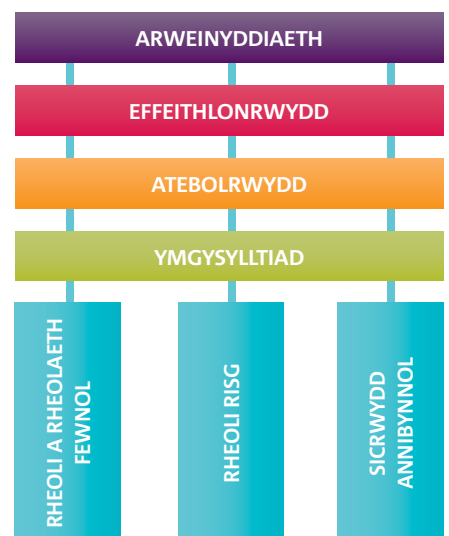 ARWEINYDDIAETH
EFFEITHLONRWYDD
ATEBOLRWYDD
YMGYSYLLTIAD
RHEOLI A RHEOLAETH
FEWNOL
RHEOLI RISG
SICRWYDD
ANNIBYNNOL